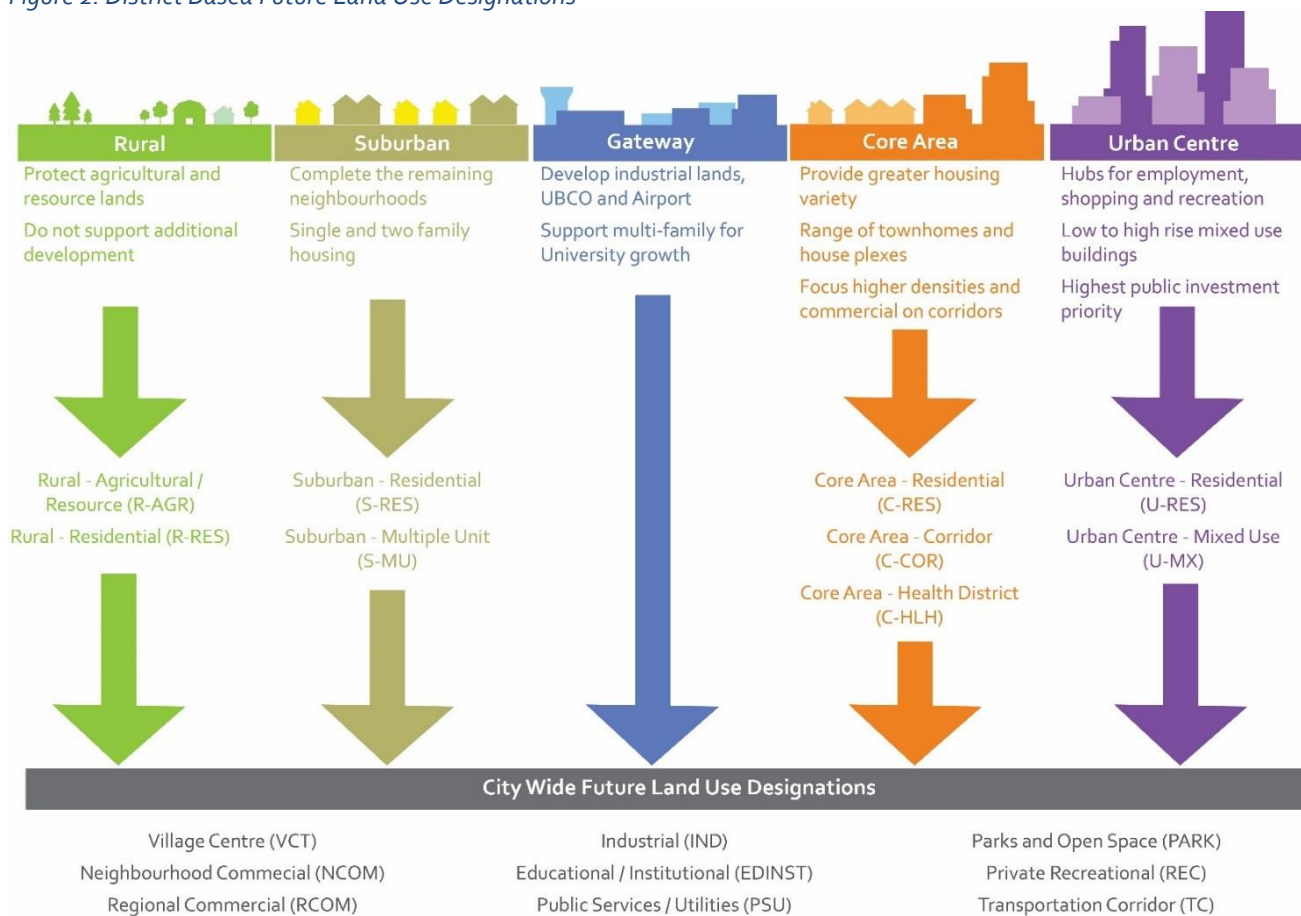 Figure 2: District Based Future Land Use Designations
Rural
Protect agricultural and
resource lands
Do not support additional
development
Rural - Agricultural /
Resource (R-AGR)
Rural - Residential (R-RES)
Suburban
Complete the remaining
neighbourhoods
Single and two family
housing
Suburban - Residential
(S-RES)
Suburban - Multiple Unit
(S-MU)
Gateway
Develop industrial lands,
UBCO and Airport
Support multi-family for
University growth
Core Area
Provide greater housing
variety
Range of townhomes and
house plexes
Focus higher densities and
commercial on corridors
Core Area - Residential
(C-RES)
Core Area - Corridor
(C-COR)
Core Area - Health District
(C-HLH)
Urban Centre
Hubs for employment,
shopping and recreation
Low to high rise mixed use
buildings
Highest public investment
priority
Urban Centre - Residential
(U-RES)
Urban Centre - Mixed Use
(U-MX)
City Wide Future Land Use Designations
Village Centre (VCT)
Neighbourhood Commecial (NCOM)
Regional Commercial (RCOM)
Industrial (IND)
Educational / Institutional (EDINST)
Public Services / Utilities (PSU)
Parks and Open Space (PARK)
Private Recreational (REC)
Transportation Corridor (TC)